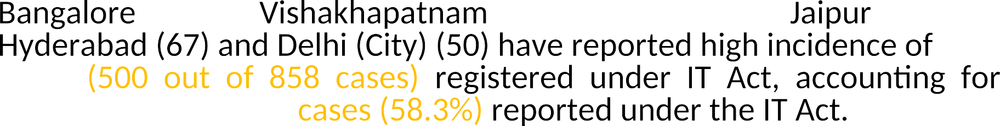 Bangalore Vishakhapatnam Jaipur
Hyderabad (67) and Delhi (City) (50) have reported high incidence of
(500 out of 858 cases) registered under IT Act, accounting for
cases (58.3%) reported under the IT Act.